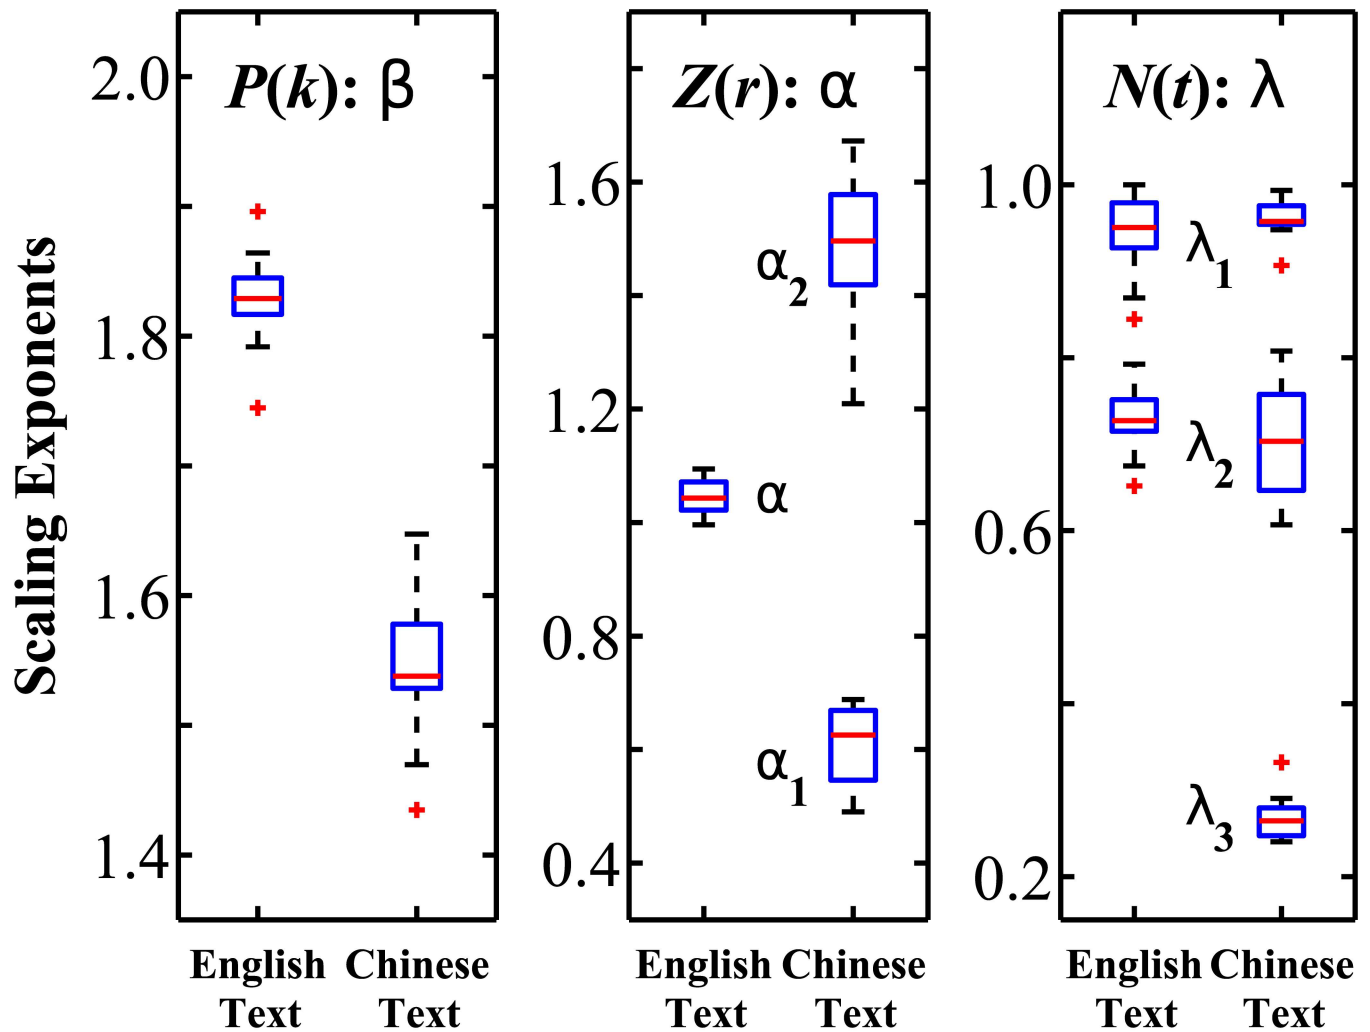 Scaling Exponents
P(k): β
2.0
1.8
1.6
1.4
English Text
Chinese Text
Z(r): α
1.6
1.2
0.8
0.4
α2
α
α1
English Text
Chinese Text
N(t): λ
1.0
0.6
0.2
λ1
λ2
λ3
English Text
Chinese Text